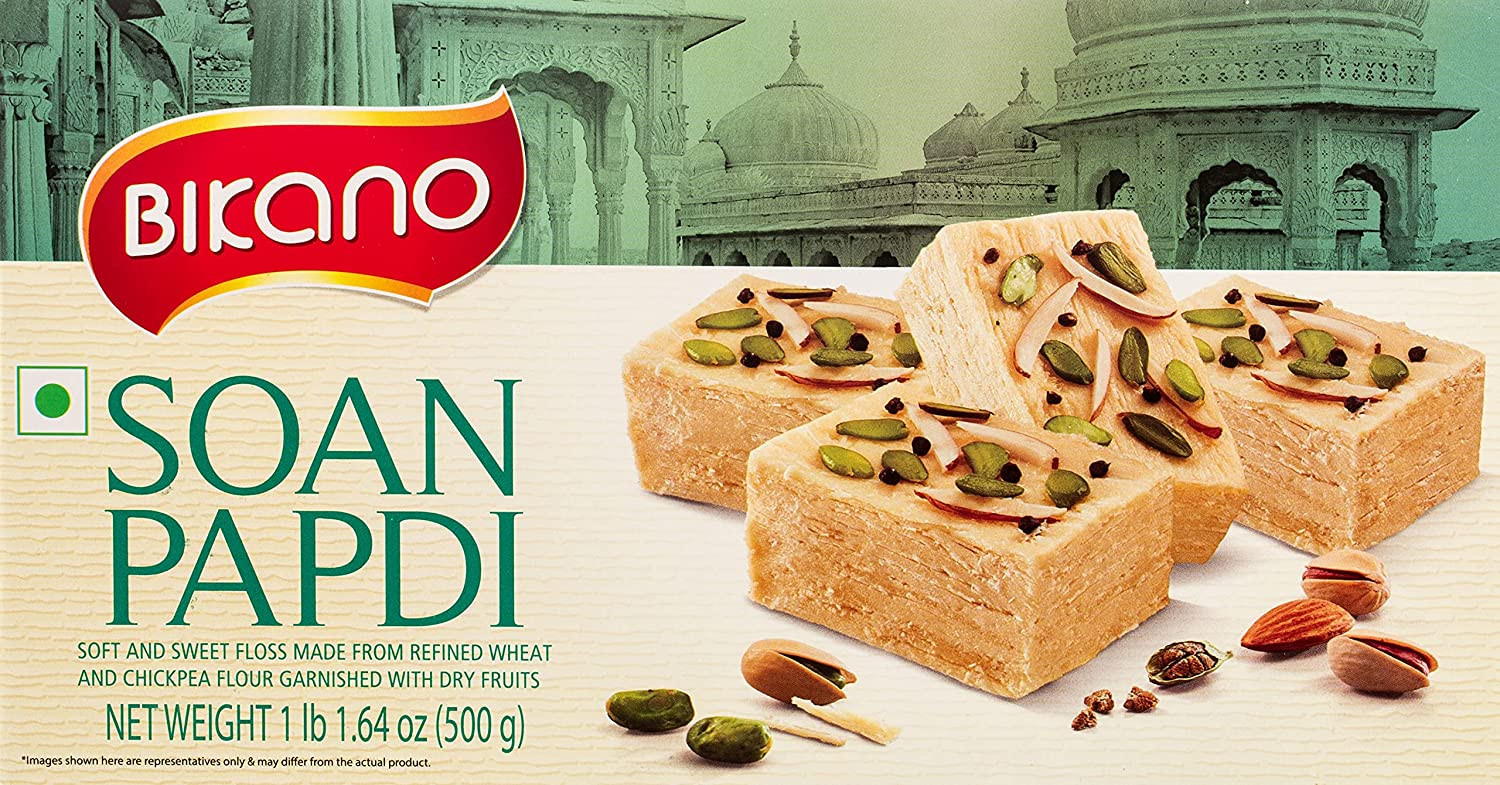 BIKANO
SOAN
PAPDI
SOFT AND SWEET FLOSS MADE FROM REFINED WHEAT
AND CHICKPEA FLOUR GARNISHED WITH DRY FRUITS
NET WEIGHT 1 lb 1.64 oz (500 g)
*Images shown here are representatives only & may differ from the actual product.